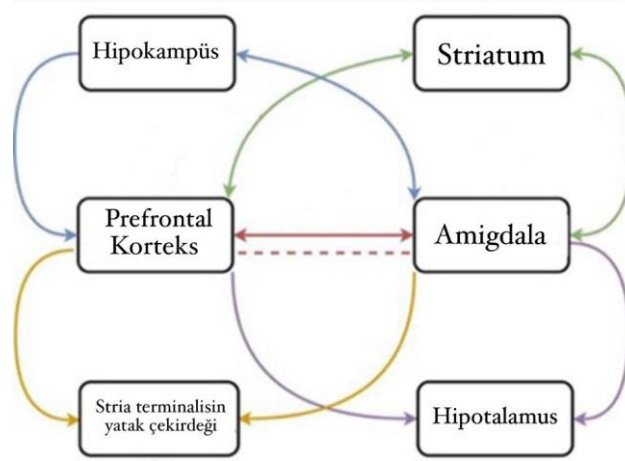 Hipokampüs
Striatum
Prefrontal
Korteks
Amigdala
Stria terminalisin
yatak çekirdeği
Hipotalamus